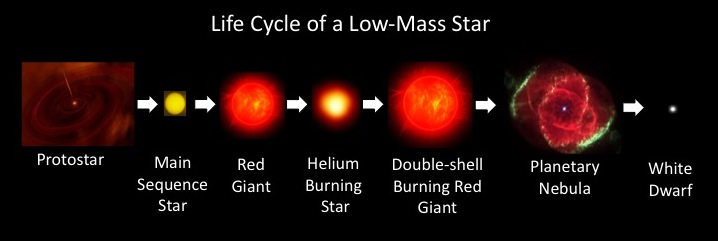 Life Cycle of a Low-Mass Star
Protostar
Main
Sequence
Star
Red
Giant
Helium
Burning
Star
Double-shell
Burning Red
Giant
Planetary
Nebula
White
Dwarf